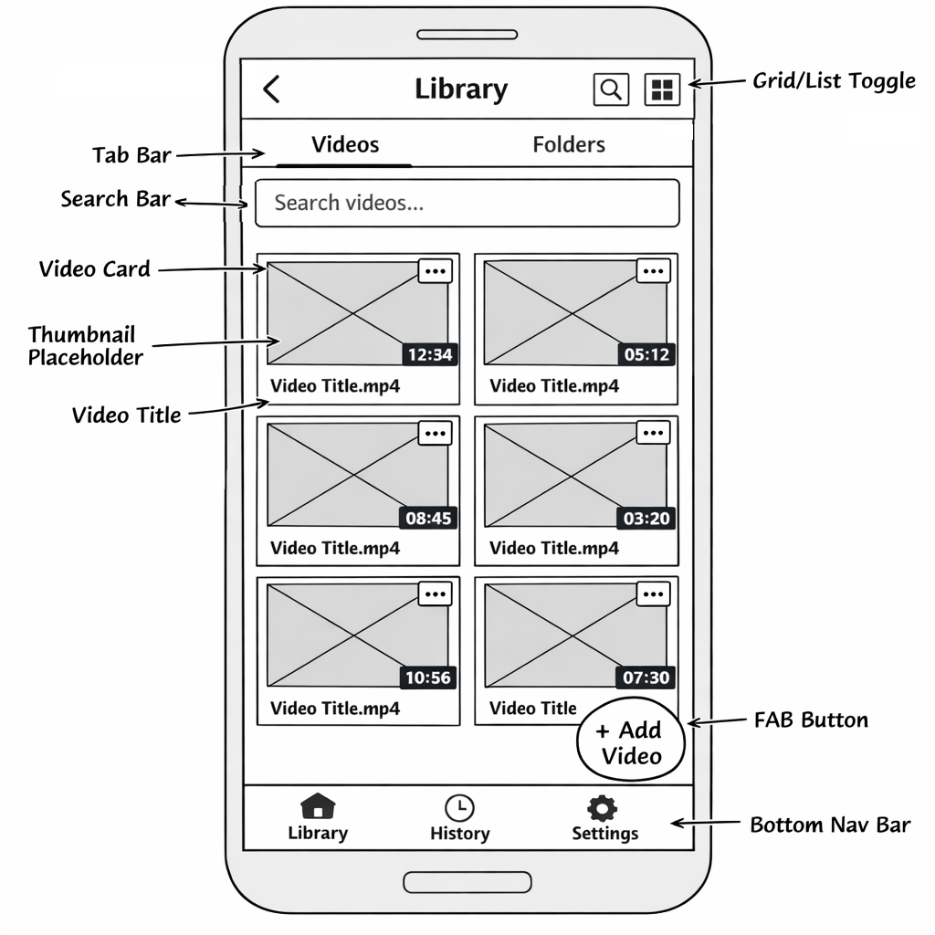 Library
Grid/List Toggle
Videos
Folders
Tab Bar
Search Bar
Search videos...
Video Card
Thumbnail
Placeholder
12:34
05:12
Video Title.mp4
Video Title.mp4
Video Title
08:45
03:20
Video Title.mp4
Video Title.mp4
10:56
07:30
Video Title.mp4
Video Title
+ Add
Video
FAB Button
Library
History
Settings
Bottom Nav Bar